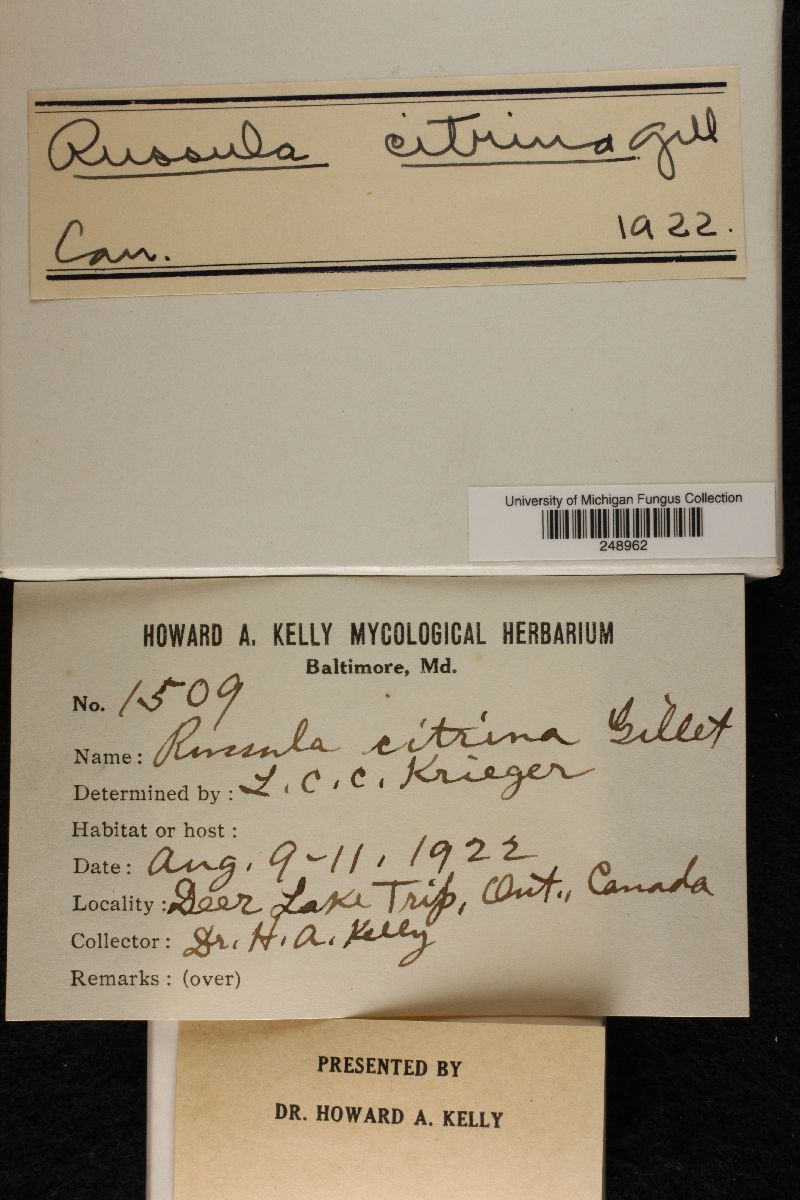 Russula citrina Gill
Can. 1922.
University of Michigan Fungus Collection
248962
HOWARD A. KELLY MYCOLOGICAL HERBARIUM
Baltimore, Md.
No. 1509
Name: Russula citrina Gillet
Determined by: L. C. C. Krieger
Habitat or host:
Date: Aug. 9-11, 1922
Locality: Deer Lake Trip, Ont., Canada
Collector: Dr. H. A. Kelly
Remarks: (over)
PRESENTED BY
DR. HOWARD A. KELLY